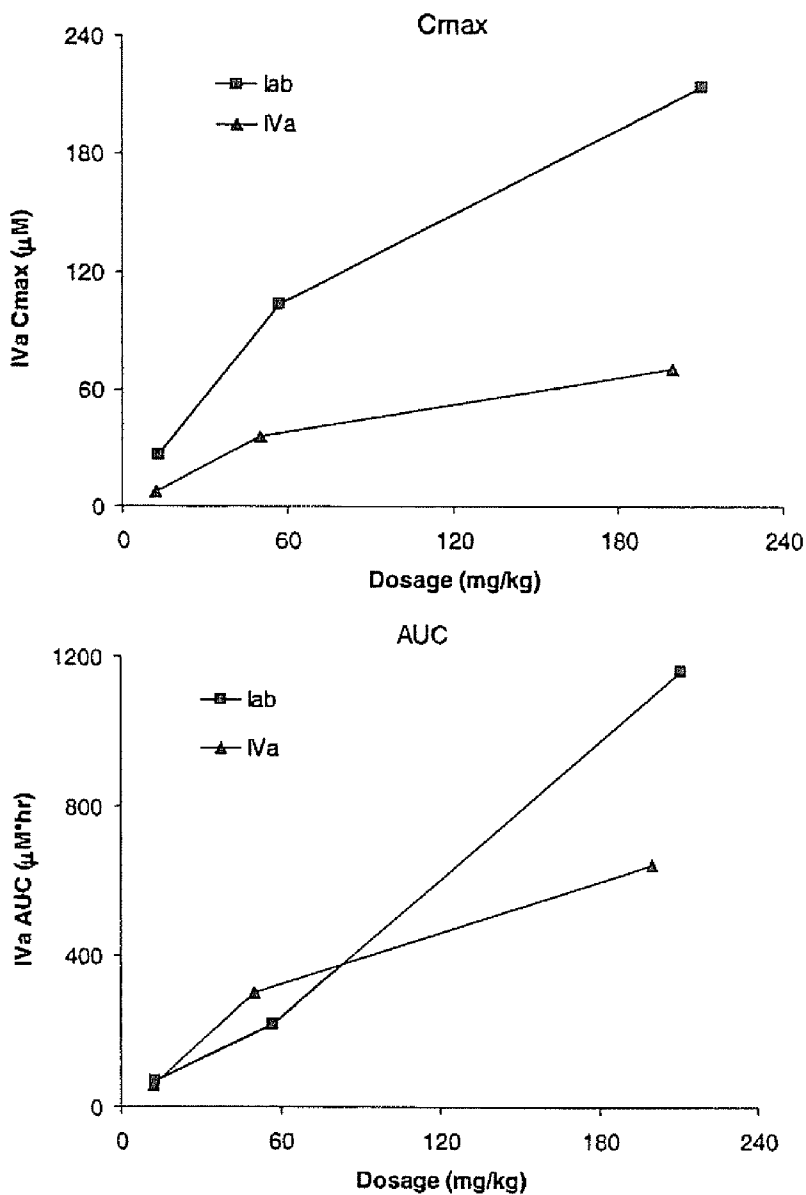 Cmax
240
180
120
60
0
Iab
IVa
IVa Cmax (µM)
0 60 120 180 240
Dosage (mg/kg)
AUC
1200
800
400
0
Iab
IVa
IVa AUC (µM*hr)
0 60 120 180 240
Dosage (mg/kg)